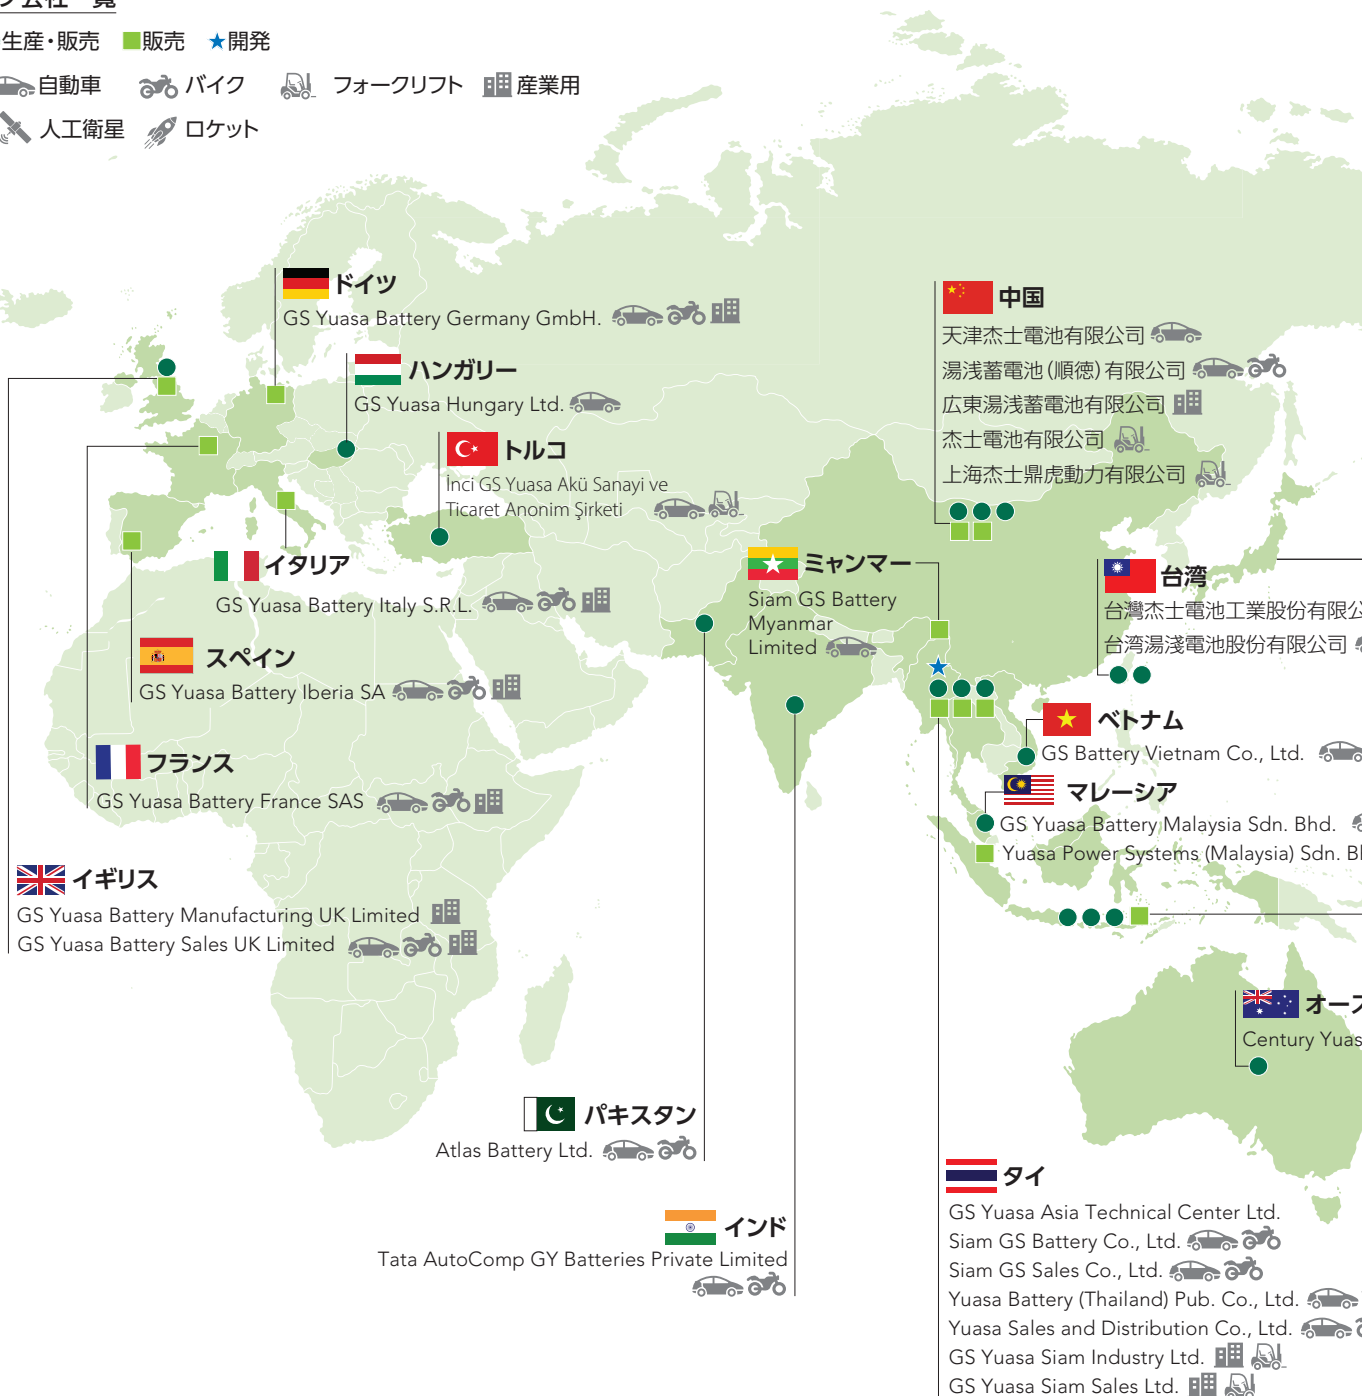 会社一覧
生産・販売 販売 開発
自動車 バイク フォークリフト 産業用
人工衛星 ロケット
ドイツ
GS Yuasa Battery Germany GmbH.
ハンガリー
GS Yuasa Hungary Ltd.
トルコ
İnci GS Yuasa Akü Sanayi ve
Ticaret Anonim Şirketi
イタリア
GS Yuasa Battery Italy S.R.L.
スペイン
GS Yuasa Battery Iberia SA
フランス
GS Yuasa Battery France SAS
イギリス
GS Yuasa Battery Manufacturing UK Limited
GS Yuasa Battery Sales UK Limited
中国
天津杰士電池有限公司
湯浅蓄電池(順徳)有限公司
広東湯浅蓄電池有限公司
杰士電池有限公司
上海杰士鼎虎動力有限公司
ミャンマー
Siam GS Battery
Myanmar
Limited
台湾
台灣杰士電池工業股份有限公
台湾湯淺電池股份有限公司
ベトナム
GS Battery Vietnam Co., Ltd.
マレーシア
GS Yuasa Battery Malaysia Sdn. Bhd.
Yuasa Power Systems (Malaysia) Sdn. Bh
オース
Century Yuas
パキスタン
Atlas Battery Ltd.
インド
Tata AutoComp GY Batteries Private Limited
タイ
GS Yuasa Asia Technical Center Ltd.
Siam GS Battery Co., Ltd.
Siam GS Sales Co., Ltd.
Yuasa Battery (Thailand) Pub. Co., Ltd.
Yuasa Sales and Distribution Co., Ltd.
GS Yuasa Siam Industry Ltd.
GS Yuasa Siam Sales Ltd.